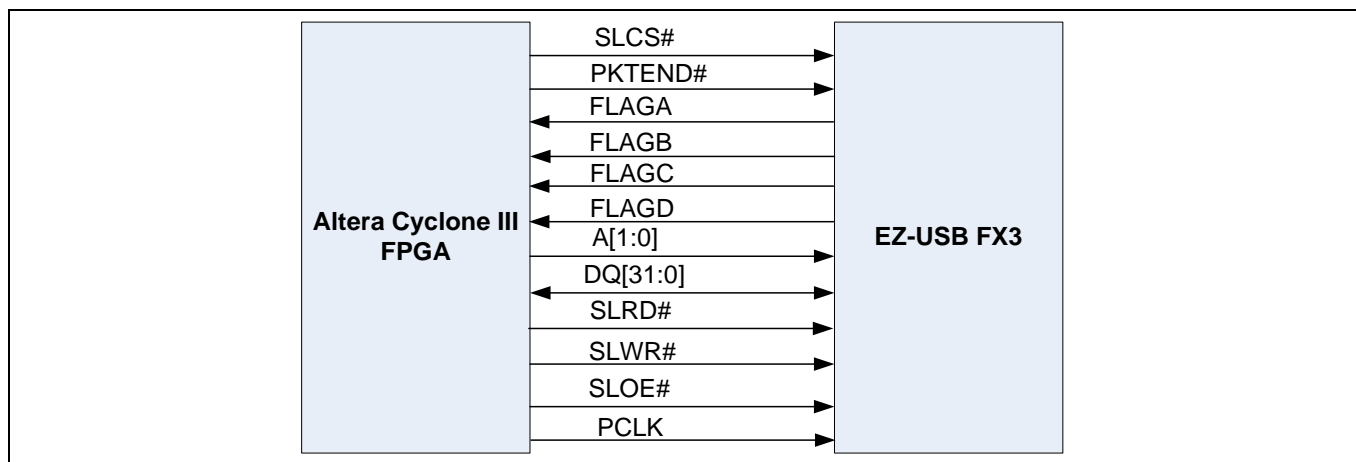 SLCS#
PKTEND#
FLAGA
FLAGB
FLAGC
FLAGD
Altera Cyclone III
FPGA
A[1:0]
EZ-USB FX3
DQ[31:0]
SLRD#
SLWR#
SLOE#
PCLK